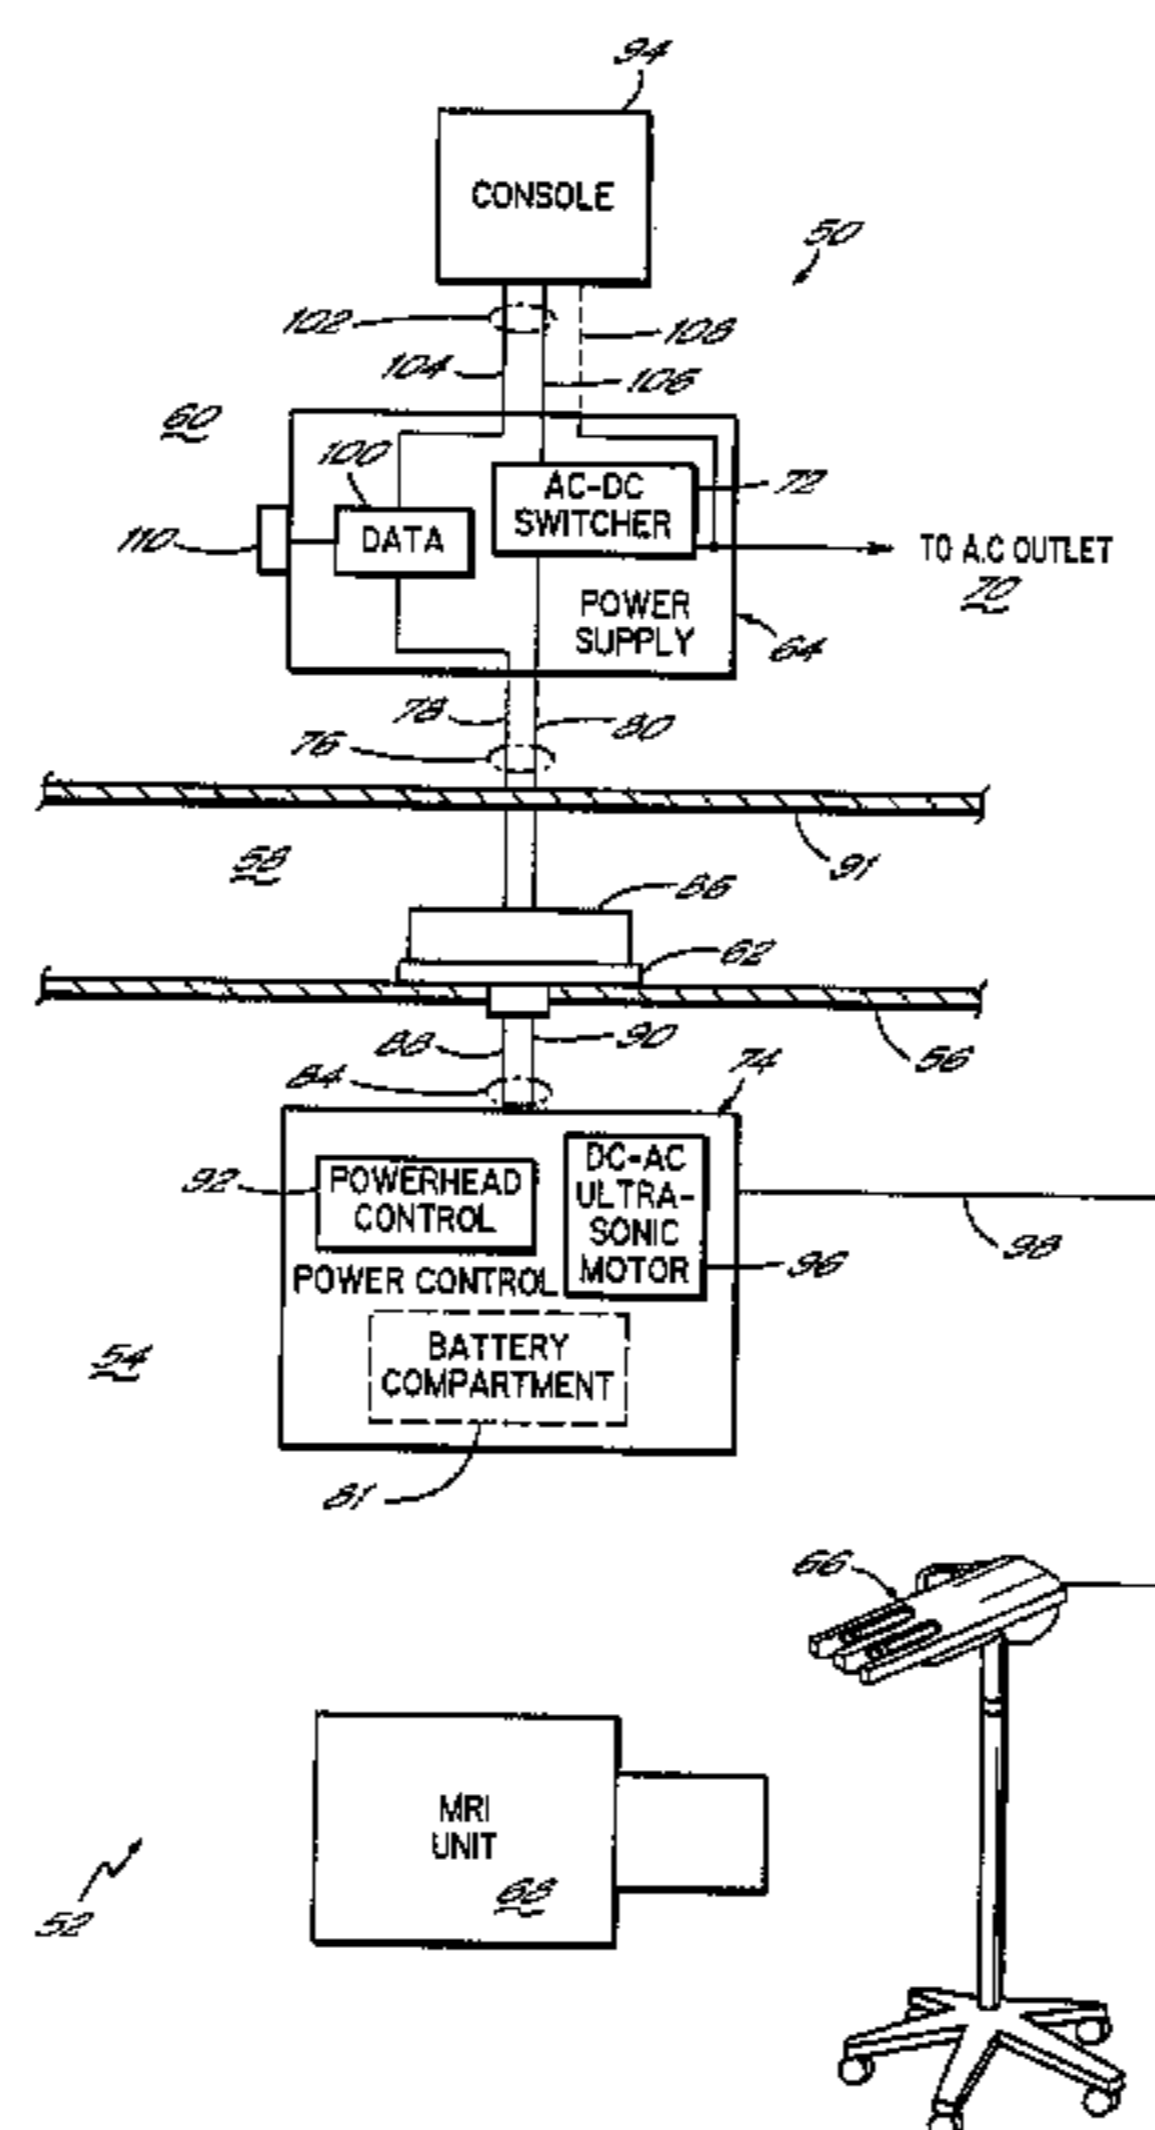 94
CONSOLE
50
102
108
104
106
60
100
AC-DC
SWITCHER
72
110
DATA
TO A.C OUTLET
70
POWER
SUPPLY
64
78
80
76
91
58
86
62
88
90
56
84
74
92
POWERHEAD
CONTROL
DC-AC
ULTRA-
SONIC
MOTOR
96
98
POWER CONTROL
54
BATTERY
COMPARTMENT
81
66
MRI
UNIT
68
52